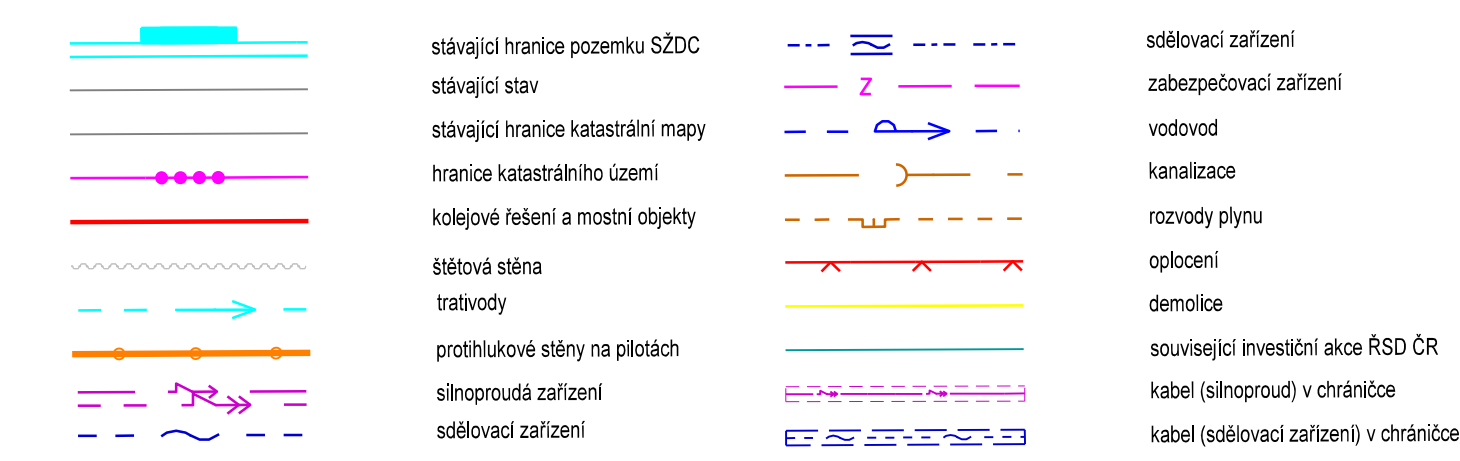 stávající hranice pozemku SŽDC
stávající stav
stávající hranice katastrální mapy
hranice katastrálního území
kolejové řešení a mostní objekty
štětová stěna
trativody
protihlukové stěny na pilotách
silnoproudá zařízení
sdělovací zařízení
sdělovací zařízení
Z
zabezpečovací zařízení
vodovod
kanalizace
rozvody plynu
oplocení
demolice
související investiční akce ŘSD ČR
kabel (silnoproud) v chráničce
kabel (sdělovací zařízení) v chráničce